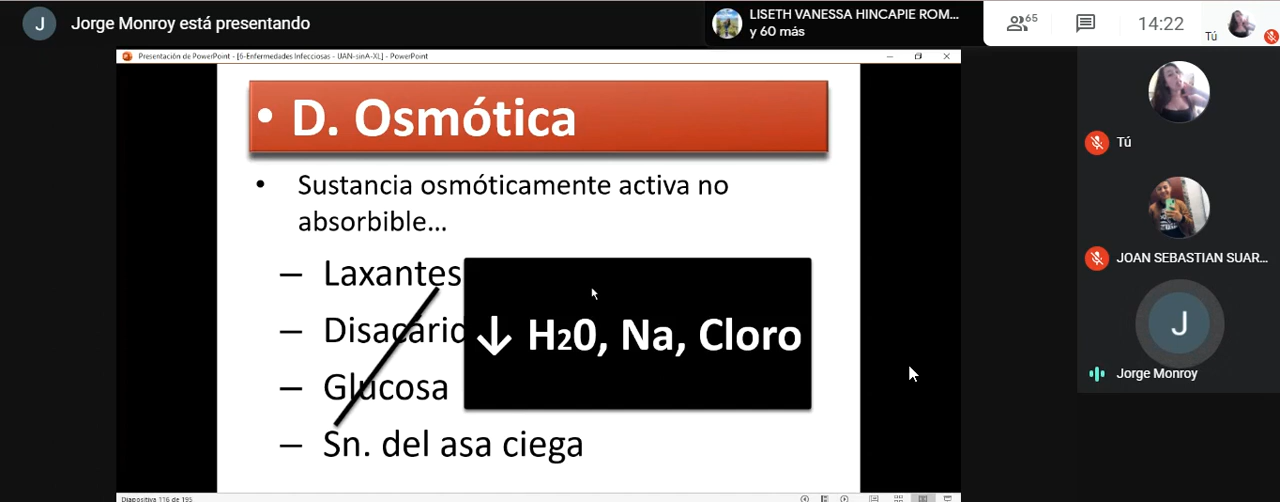 J Jorge Monroy está presentando
LISETH VANESSA HINCAPIE ROM...
y 60 más
65
14:22
Tú
Presentación de PowerPoint - [6-Enfermedades Infecciosas - UAN-sinA-XL] - PowerPoint
• D. Osmótica
• Sustancia osmóticamente activa no
absorbible...
– Laxantes
– Disacárid
– Glucosa
– Sn. del asa ciega
↓ H20, Na, Cloro
Tú
JOAN SEBASTIAN SUAR...
J
Jorge Monroy
Diapositiva 116 de 195